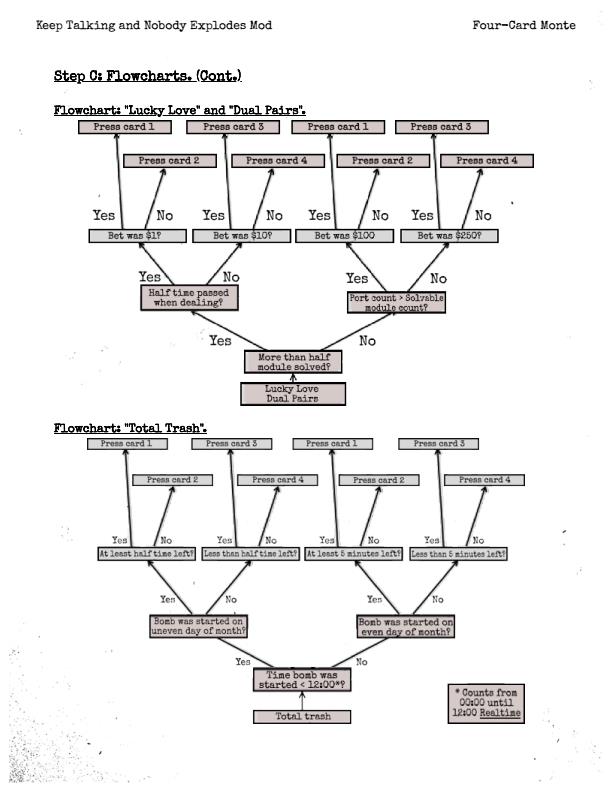 Keep Talking and Nobody Explodes Mod
Four-Card Monte
Step C: Flowcharts. (Cont.)
Flowchart: "Lucky Love" and "Dual Pairs".
Press card 1
Press card 3
Press card 1
Press card 3
Press card 2
Press card 4
Press card 2
Press card 4
Yes
No
Yes
No
Yes
No
Yes
No
Bet was $1?
Bet was $10?
Bet was $100
Bet was $250?
Yes
No
Yes
No
Half time passed
when dealing?
Port count > Solvable
module count?
Yes
No
More than half
module solved?
Lucky Love
Dual Pairs
Flowchart: "Total Trash".
Press card 1
Press card 3
Press card 1
Press card 3
Press card 2
Press card 4
Press card 2
Press card 4
Yes
No
Yes
No
Yes
No
Yes
No
At least half time left?
Less than half time left?
At least 5 minutes left?
Less than 5 minutes left?
Yes
No
Yes
No
Bomb was started on
uneven day of month?
Bomb was started on
even day of month?
Yes
No
Time bomb was
started < 12:00*?
Total trash
* Counts from
00:00 until
12:00 Realtime